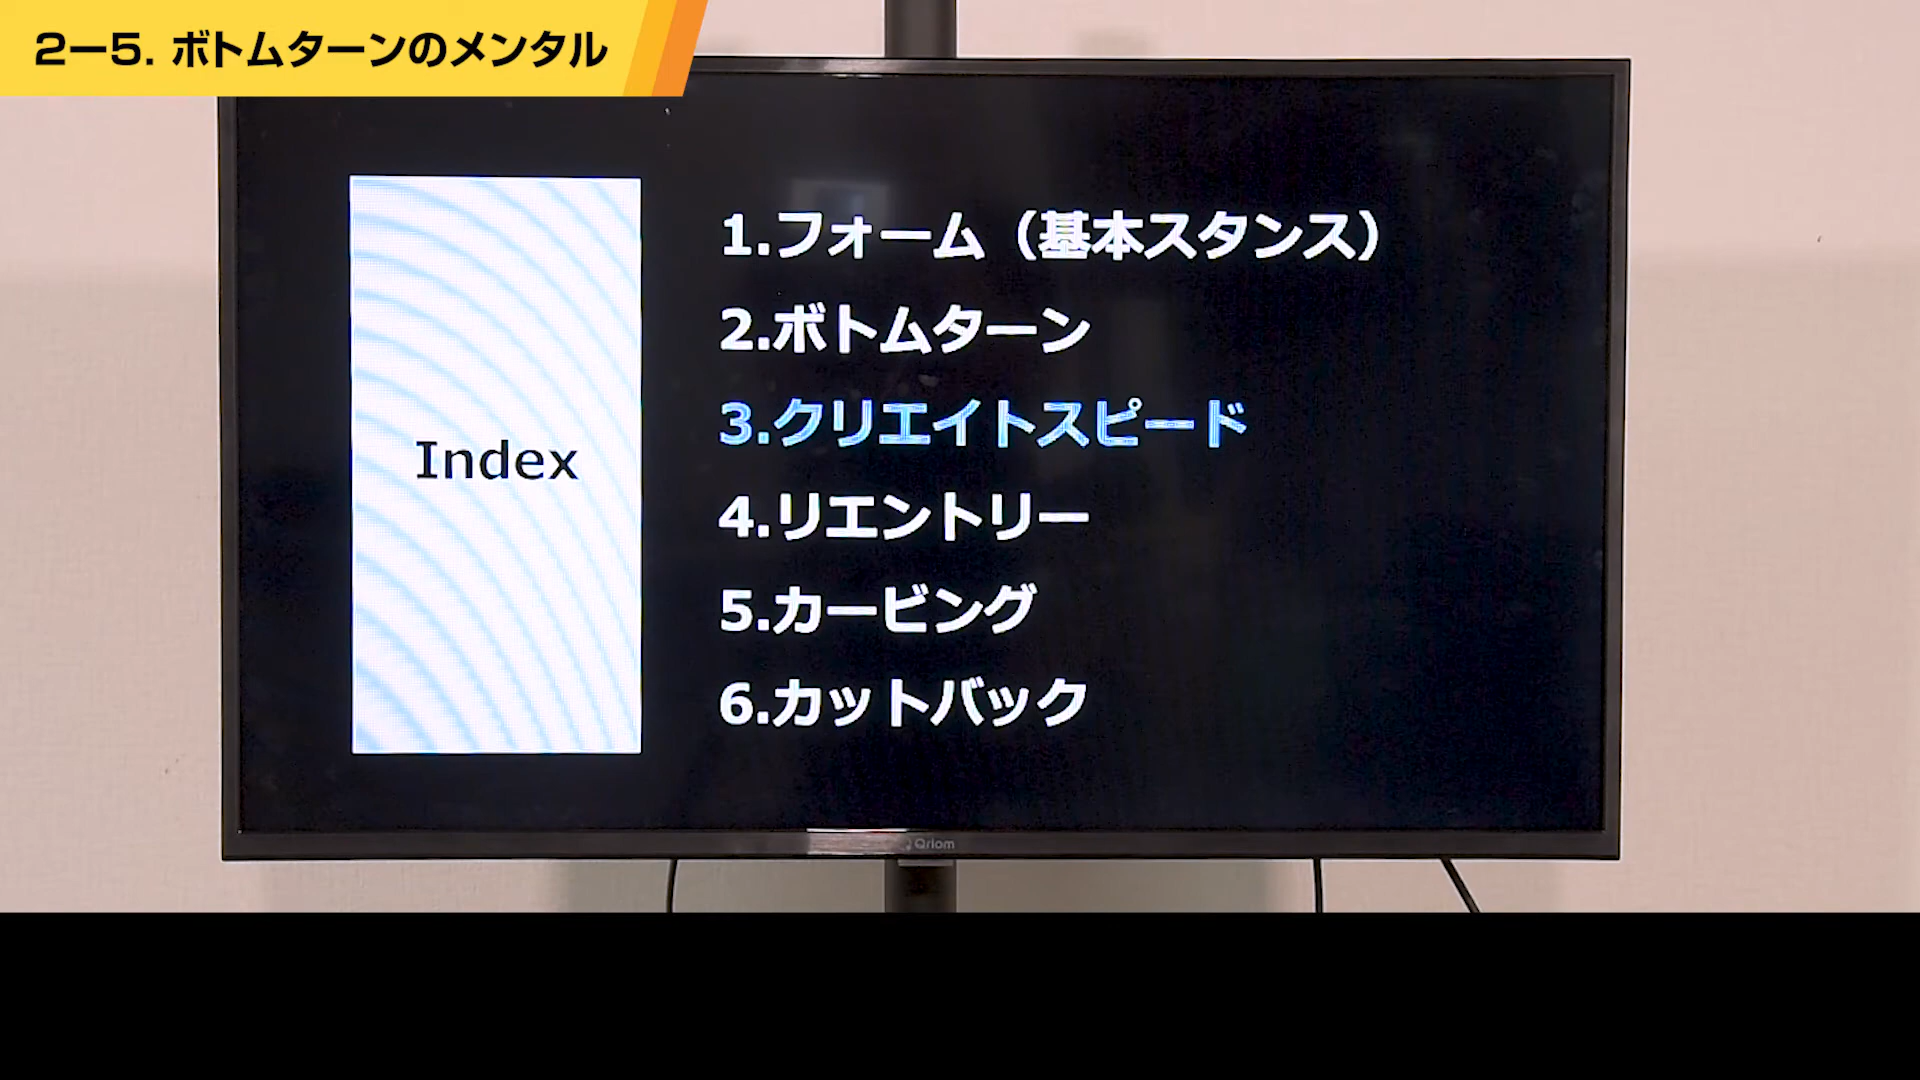 2ー5. ボトムターンのメンタル
Index
1.フォーム（基本スタンス）
2.ボトムターン
3.クリエイトスピード
4.リエントリー
5.カービング
6.カットバック
Qriom